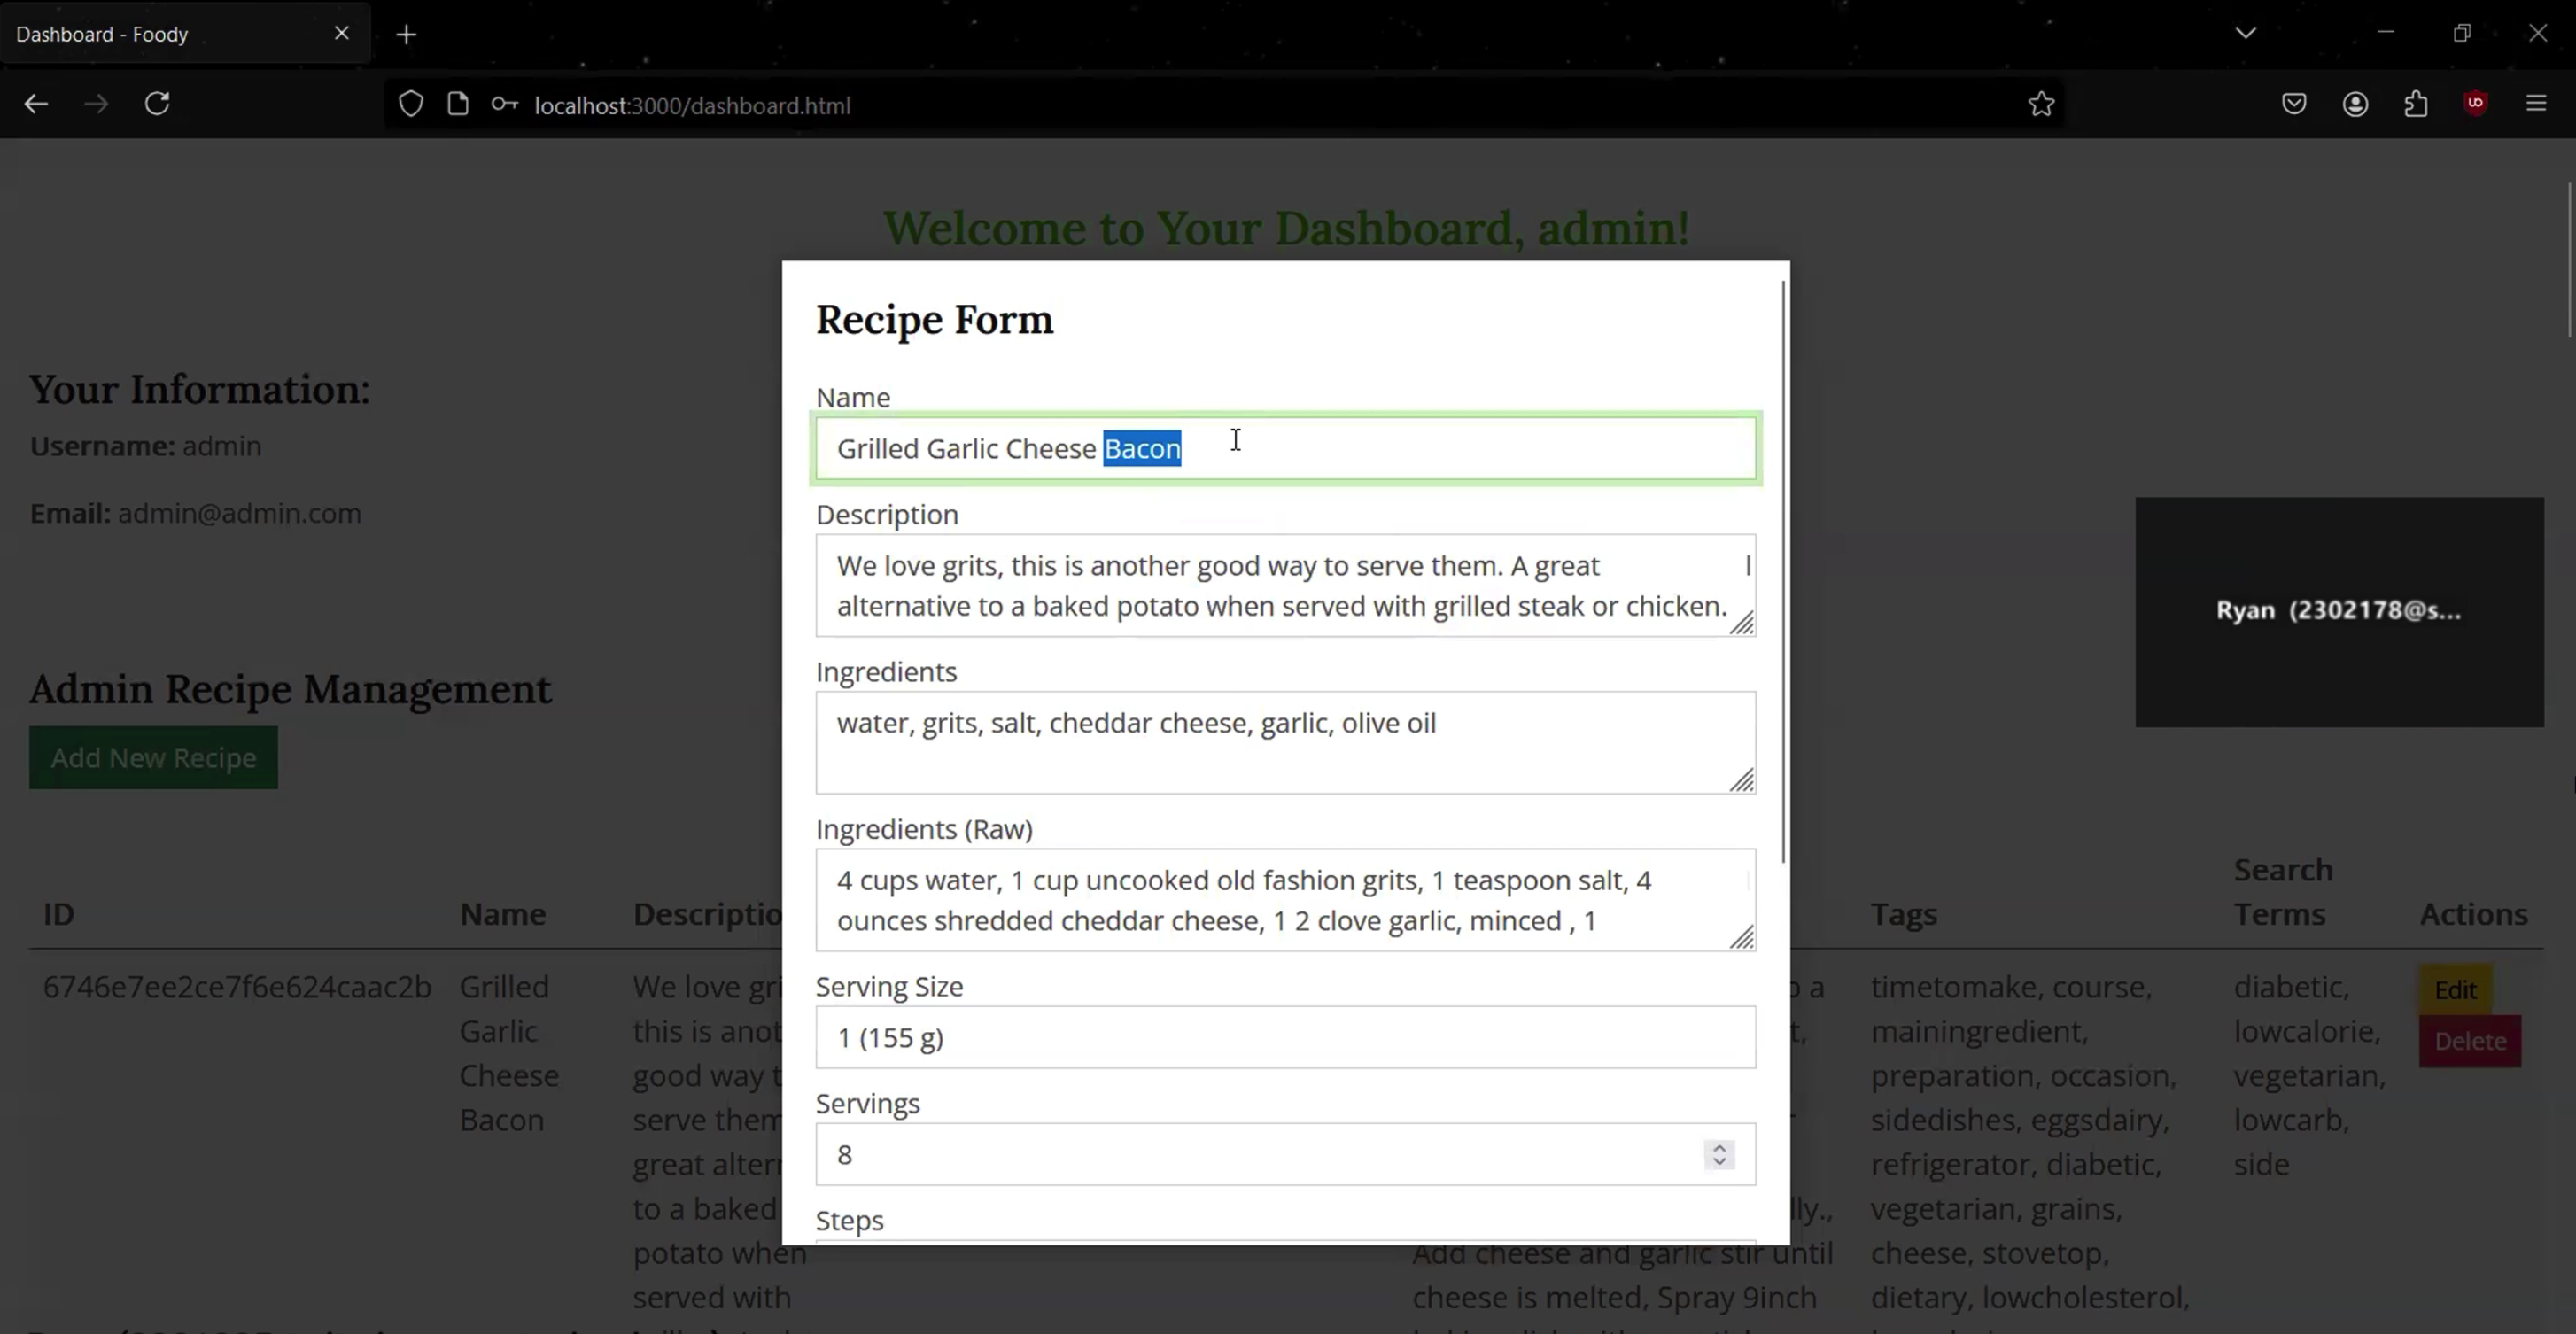 Dashboard - Foody
localhost:3000/dashboard.html
Welcome to Your Dashboard, admin!
Your Information:
Username: admin
Email: admin@admin.com
Admin Recipe Management
Add New Recipe
Recipe Form
Name
Grilled Garlic Cheese Bacon
Description
We love grits, this is another good way to serve them. A great
alternative to a baked potato when served with grilled steak or chicken.
Ingredients
water, grits, salt, cheddar cheese, garlic, olive oil
Ingredients (Raw)
4 cups water, 1 cup uncooked old fashion grits, 1 teaspoon salt, 4
ounces shredded cheddar cheese, 1 2 clove garlic, minced , 1
Serving Size
1 (155 g)
Servings
8
Steps
Ryan (2302178@s...
ID
Name
Descriptio
Tags
Search
Terms
Actions
6746e7ee2ce7f6e624caac2b
Grilled
Garlic
Cheese
Bacon
We love gri
this is anot
good way t
serve them
great alter
to a baked
potato when
served with
lly.,
Add cheese and garlic stir until
cheese is melted, Spray 9inch
timetomake, course,
mainingredient,
preparation, occasion,
sidedishes, eggsdairy,
refrigerator, diabetic,
vegetarian, grains,
cheese, stovetop,
dietary, lowcholesterol,
diabetic,
lowcalorie,
vegetarian,
lowcarb,
side
Edit
Delete